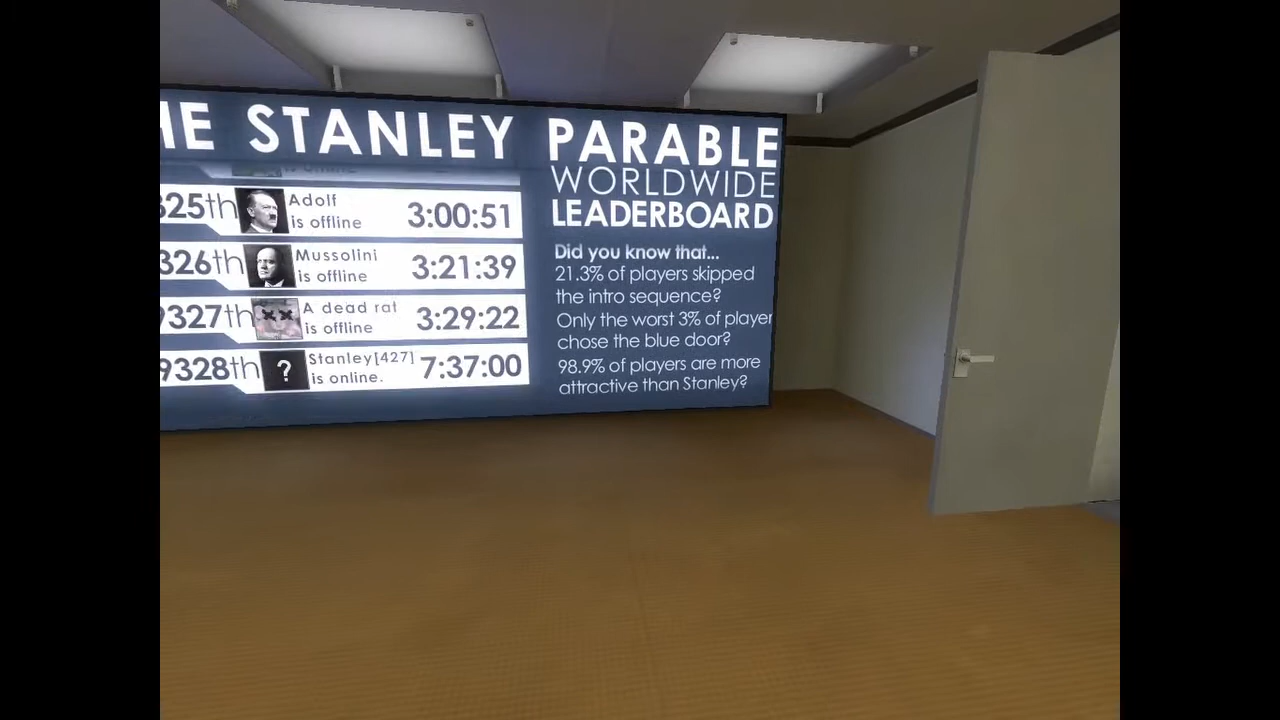 HE STANLEY PARABLE
WORLDWIDE
LEADERBOARD
325th Adolf is offline 3:00:51
326th Mussolini is offline 3:21:39
9327th A dead rat is offline 3:29:22
9328th ? Stanley[427] is online. 7:37:00
Did you know that...
21.3% of players skipped
the intro sequence?
Only the worst 3% of player
chose the blue door?
98.9% of players are more
attractive than Stanley?